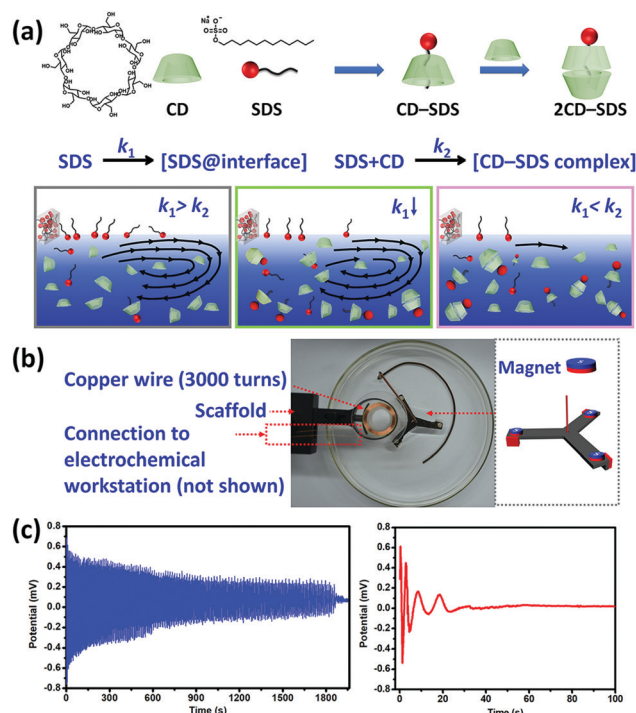 (a)
Na⁺ O⁻
O=S=O
O
CD
SDS
CD–SDS
2CD–SDS
SDS k₁ [SDS@interface] SDS+CD k₂ [CD–SDS complex]
k₁> k₂
k₁↓
k₁< k₂
(b)
Copper wire (3000 turns)
Scaffold
Connection to
electrochemical
workstation (not shown)
Magnet
(c)
Potential (mV)
0.8
0.6
0.4
0.2
0.0
-0.2
-0.4
-0.6
-0.8
0 300 600 900 1200 1500 1800
Time (s)
Potential (mV)
0.8
0.6
0.4
0.2
0.0
-0.2
-0.4
-0.6
-0.8
0 20 40 60 80 100
Time (s)